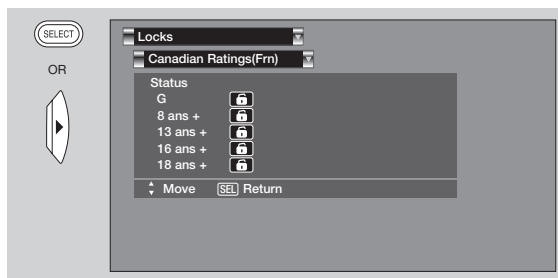 SELECT
OR
Locks
Canadian Ratings(Frn)
Status
G
8 ans +
13 ans +
16 ans +
18 ans +
Move SEL Return